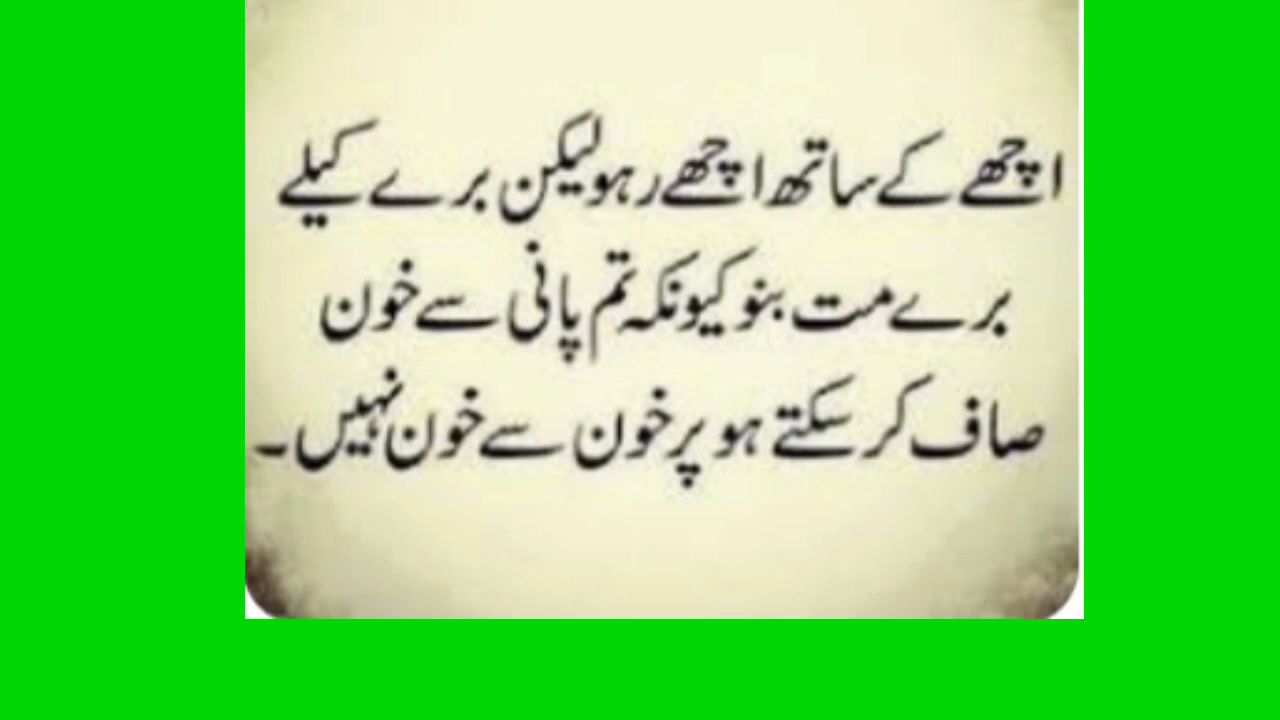 اچھے کے ساتھ اچھے رہو لیکن برے کیلے
برے مت بنو کیونکہ تم پانی سے خون
صاف کر سکتے ہو پر خون سے خون نہیں۔